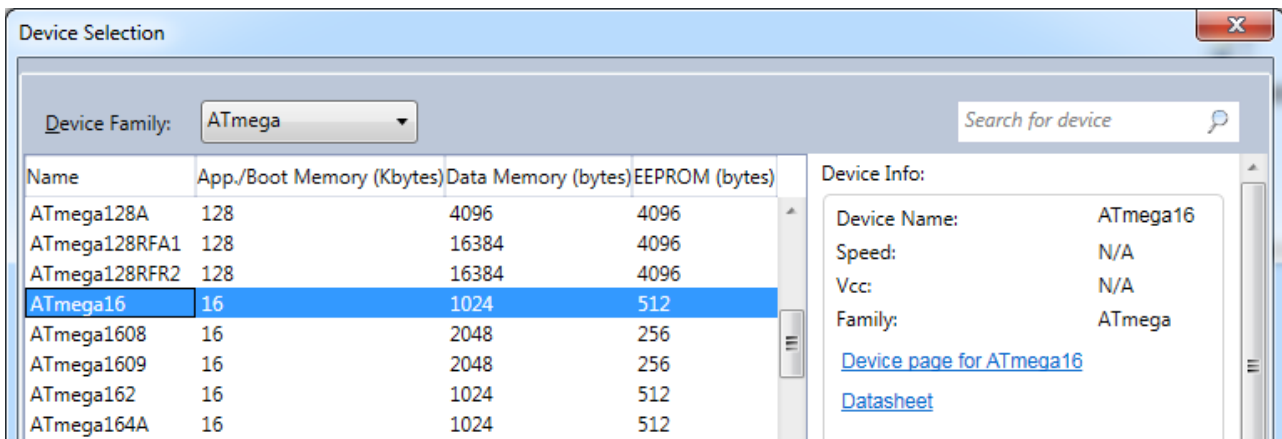 Device Selection
Device Family: ATmega Search for device
Name App./Boot Memory (Kbytes) Data Memory (bytes) EEPROM (bytes)
ATmega128A 128 4096 4096
ATmega128RFA1 128 16384 4096
ATmega128RFR2 128 16384 4096
ATmega16 16 1024 512
ATmega1608 16 2048 256
ATmega1609 16 2048 256
ATmega162 16 1024 512
ATmega164A 16 1024 512
Device Info:
Device Name: ATmega16
Speed: N/A
Vcc: N/A
Family: ATmega
Device page for ATmega16
Datasheet